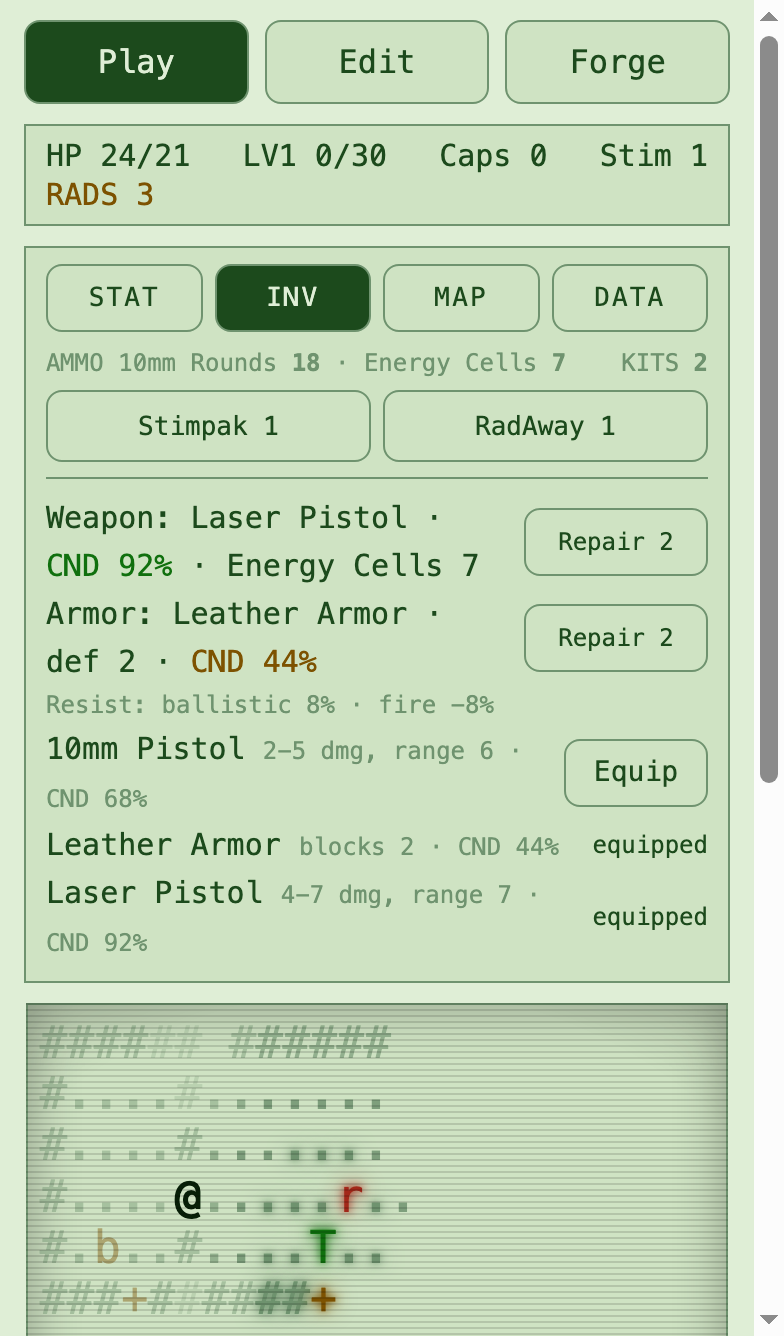 Play Edit Forge
HP 24/21 LV1 0/30 Caps 0 Stim 1
RADS 3
STAT INV MAP DATA
AMMO 10mm Rounds 18 · Energy Cells 7 KITS 2
Stimpak 1 RadAway 1
Weapon: Laser Pistol ·
CND 92% · Energy Cells 7
Repair 2
Armor: Leather Armor ·
def 2 · CND 44%
Repair 2
Resist: ballistic 8% · fire −8%
10mm Pistol 2–5 dmg, range 6 ·
CND 68%
Equip
Leather Armor blocks 2 · CND 44% equipped
Laser Pistol 4–7 dmg, range 7 ·
CND 92%
equipped
###### ######
#....#.......
#....#.......
#....@.....r..
#.b..#....T..
###+######+